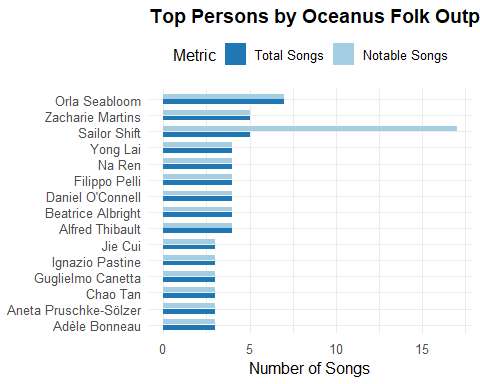 Top Persons by Oceanus Folk Outp
Metric Total Songs Notable Songs
Orla Seabloom
Zacharie Martins
Sailor Shift
Yong Lai
Na Ren
Filippo Pelli
Daniel O'Connell
Beatrice Albright
Alfred Thibault
Jie Cui
Ignazio Pastine
Guglielmo Canetta
Chao Tan
Aneta Pruschke-Sölzer
Adèle Bonneau
0 5 10 15
Number of Songs